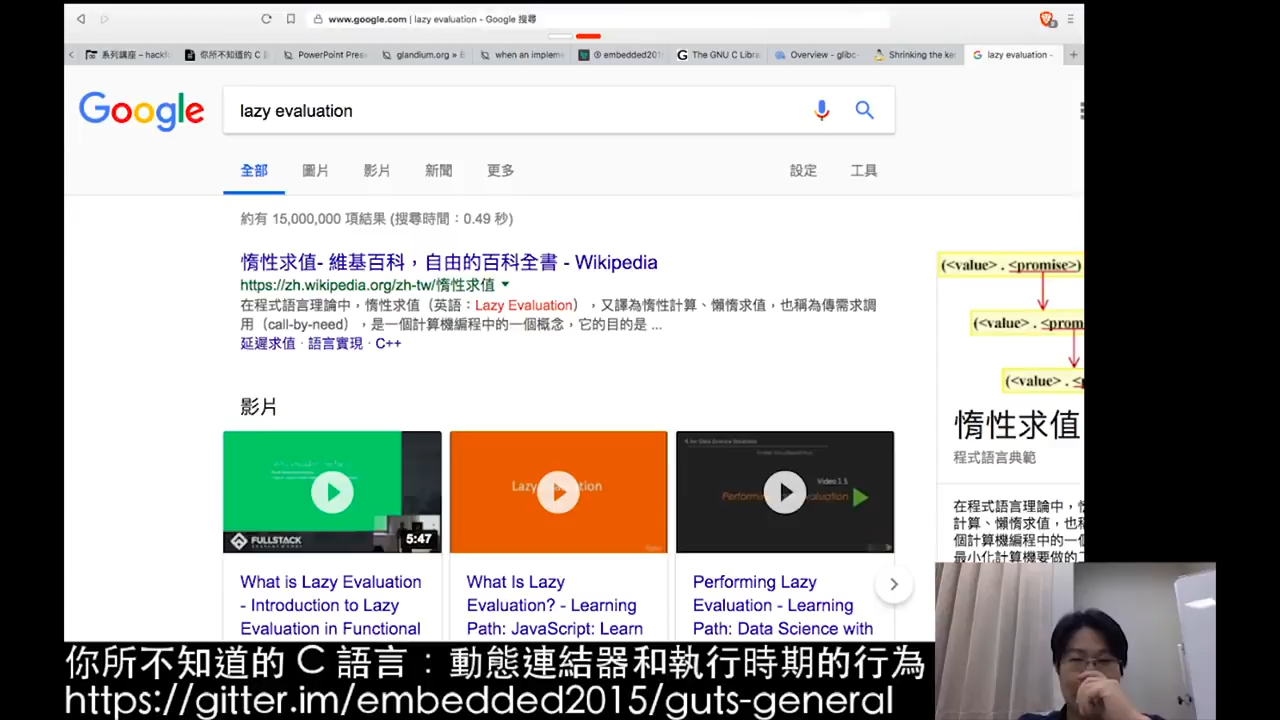 www.google.com | lazy evaluation - Google 搜尋
系列講座 – hackf
你所不知道的 C 語
PowerPoint Pres
glandium.org » E
when an implem
embedded201
The GNU C Libra
Overview - glibc-
Shrinking the ke
lazy evaluation -
Google
lazy evaluation
全部 圖片 影片 新聞 更多 設定 工具
約有 15,000,000 項結果 (搜尋時間：0.49 秒)
惰性求值- 維基百科，自由的百科全書 - Wikipedia
https://zh.wikipedia.org/zh-tw/惰性求值
在程式語言理論中，惰性求值（英語：Lazy Evaluation），又譯為惰性計算、懶惰求值，也稱為傳需求調
用（call-by-need），是一個計算機編程中的一個概念，它的目的是 ...
延遲求值 · 語言實現 · C++
影片
FULLSTACK
5:47
What is Lazy Evaluation
- Introduction to Lazy
Evaluation in Functional
What Is Lazy
Evaluation? - Learning
Path: JavaScript: Learn
Video 1.5
Performing Lazy
Evaluation - Learning
Path: Data Science with
(<value> . <promise>)
(<value> . <prom
(<value> . <
惰性求值
程式語言典範
在程式語言理論中，惰
計算、懶惰求值，也稱
個計算機編程中的一個
最小化計算機要做的
你所不知道的 C 語言：動態連結器和執行時期的行為
https://gitter.im/embedded2015/guts-general